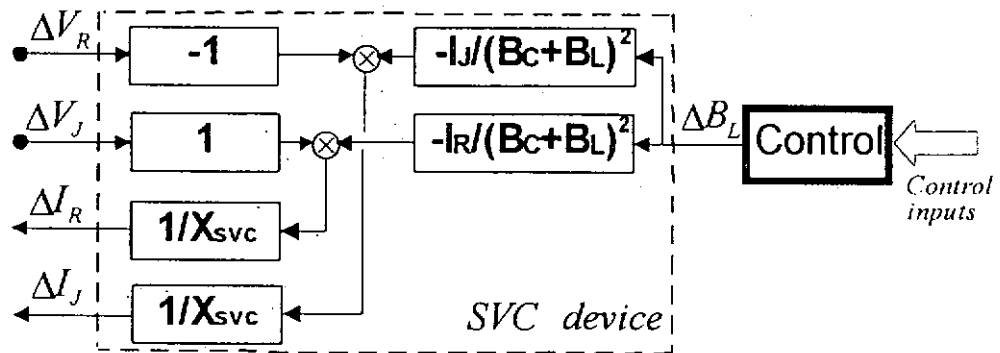 ΔV_R
-1
-I_J/(B_C+B_L)^2
ΔV_J
1
-I_R/(B_C+B_L)^2
ΔB_L
Control
Control
inputs
ΔI_R
1/X_SVC
ΔI_J
1/X_SVC
SVC device